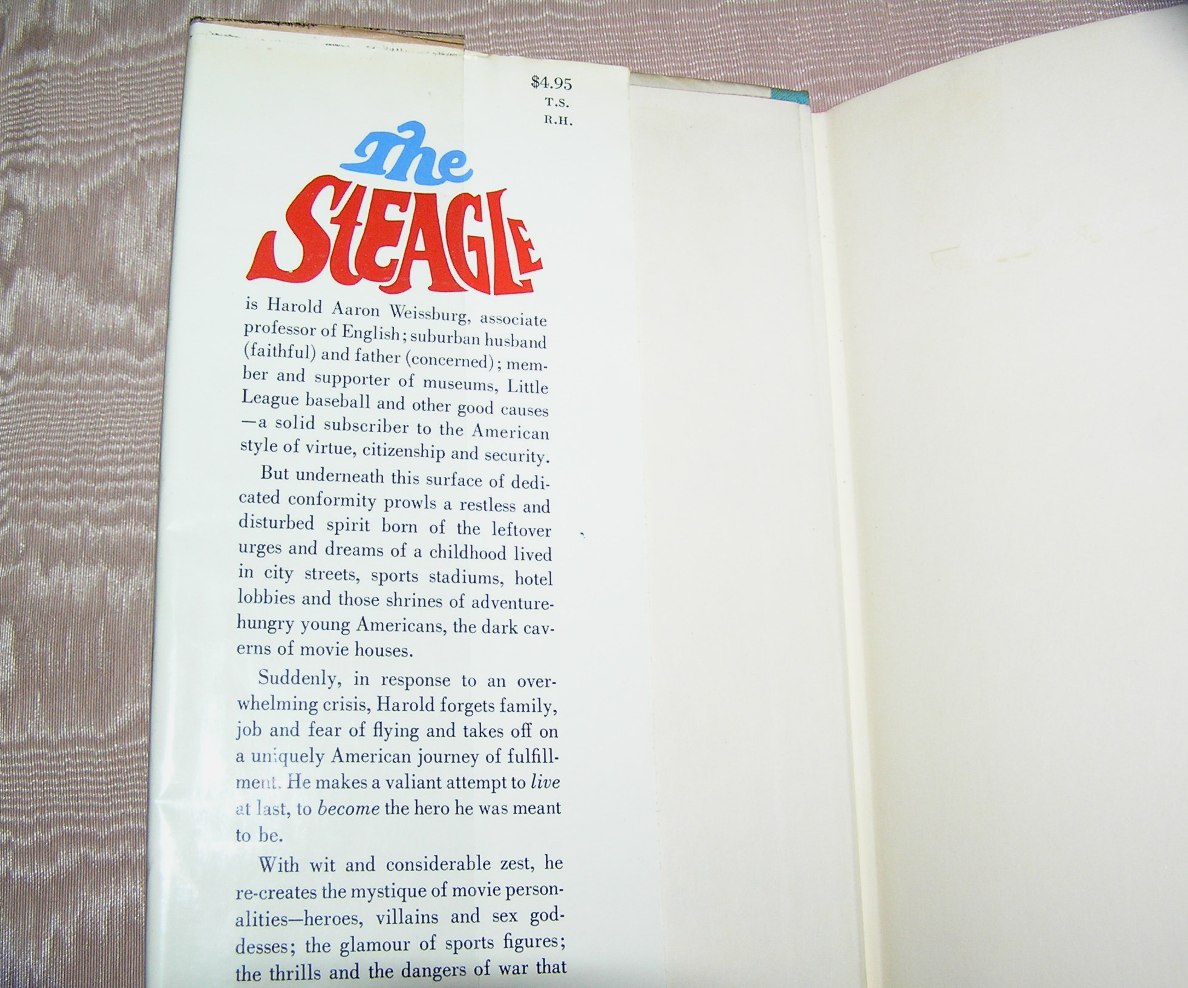 $4.95
T.S.
R.H.
The
STEAGLE
is Harold Aaron Weissburg, associate
professor of English; suburban husband
(faithful) and father (concerned); mem-
ber and supporter of museums, Little
League baseball and other good causes
—a solid subscriber to the American
style of virtue, citizenship and security.
But underneath this surface of dedi-
cated conformity prowls a restless and
disturbed spirit born of the leftover
urges and dreams of a childhood lived
in city streets, sports stadiums, hotel
lobbies and those shrines of adventure-
hungry young Americans, the dark cav-
erns of movie houses.
Suddenly, in response to an over-
whelming crisis, Harold forgets family,
job and fear of flying and takes off on
a uniquely American journey of fulfill-
ment. He makes a valiant attempt to live
at last, to become the hero he was meant
to be.
With wit and considerable zest, he
re-creates the mystique of movie person-
alities—heroes, villains and sex god-
desses; the glamour of sports figures;
the thrills and the dangers of war that